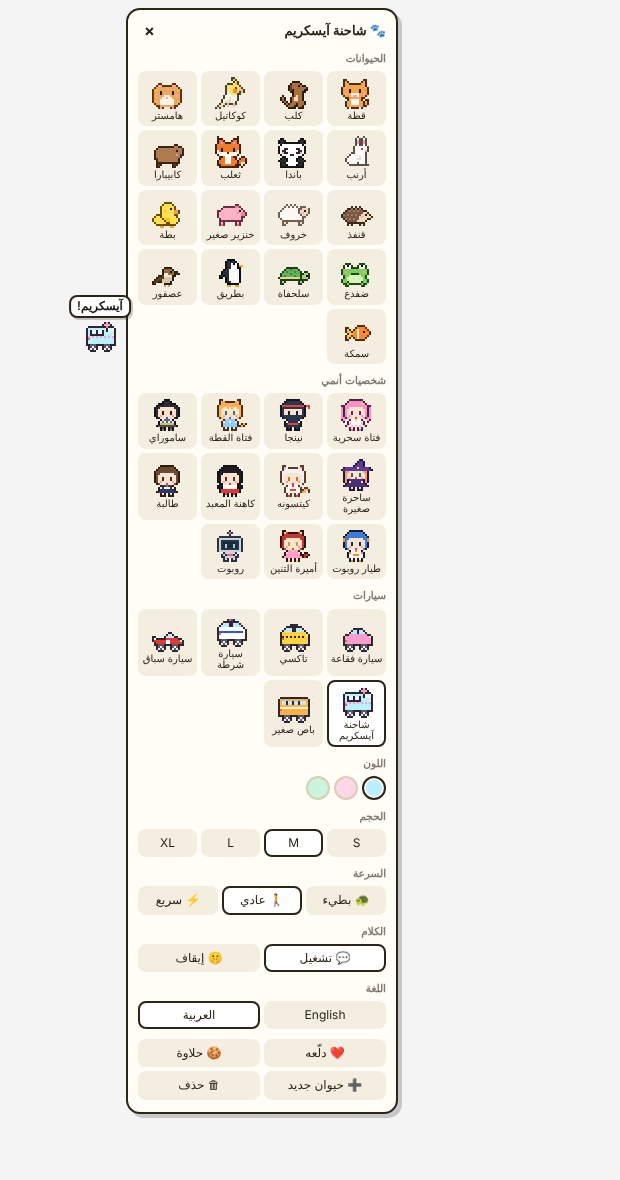 🐾 شاحنة آيسكريم ×
الحيوانات
قطة
كلب
كوكاتيل
هامستر
أرنب
باندا
ثعلب
كابيبارا
قنفذ
خروف
خنزير صغير
بطة
ضفدع
سلحفاة
بطريق
عصفور
آيسكريم!
سمكة
شخصيات أنمي
فتاة سحرية
نينجا
فتاة القطة
ساموراي
ساحرة
صغيرة
كيتسونه
كاهنة المعبد
طالبة
طيار روبوت
أميرة التنين
روبوت
سيارات
سيارة فقاعة
تاكسي
سيارة
شرطة
سيارة سباق
شاحنة
آيسكريم
باص صغير
اللون
الحجم
S
M
L
XL
السرعة
🐢 بطيء
🚶 عادي
⚡ سريع
الكلام
💬 تشغيل
🤫 إيقاف
اللغة
English
العربية
❤️ دلّعه
🍪 حلاوة
➕ حيوان جديد
🗑 حذف